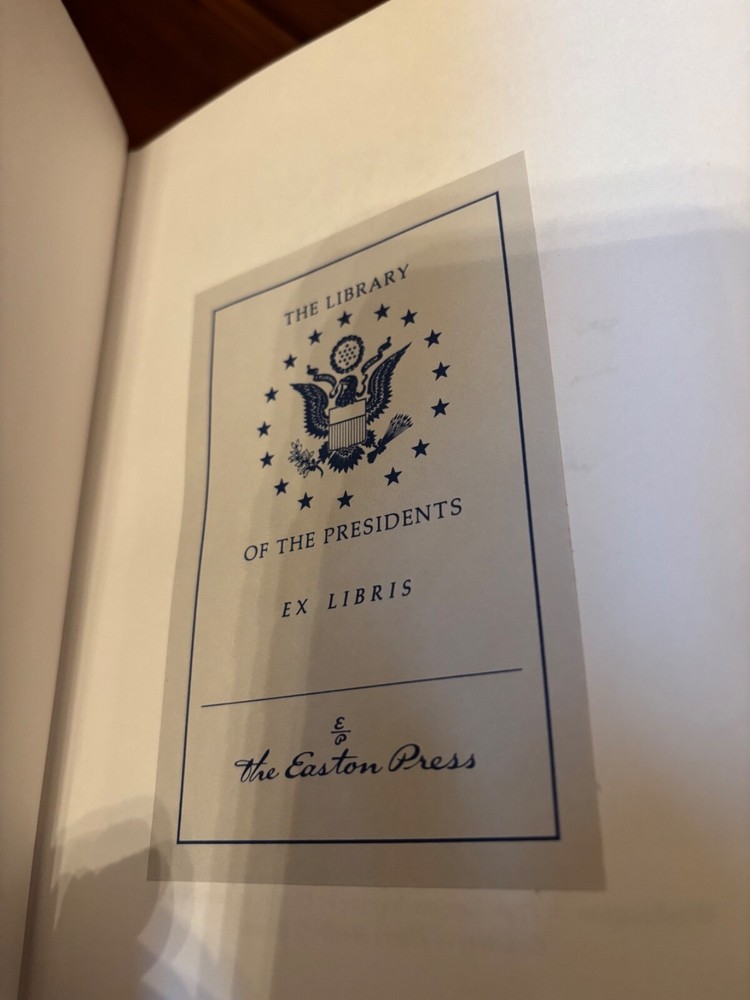 THE LIBRARY
OF THE PRESIDENTS
EX LIBRIS
E
P
The Easton Press